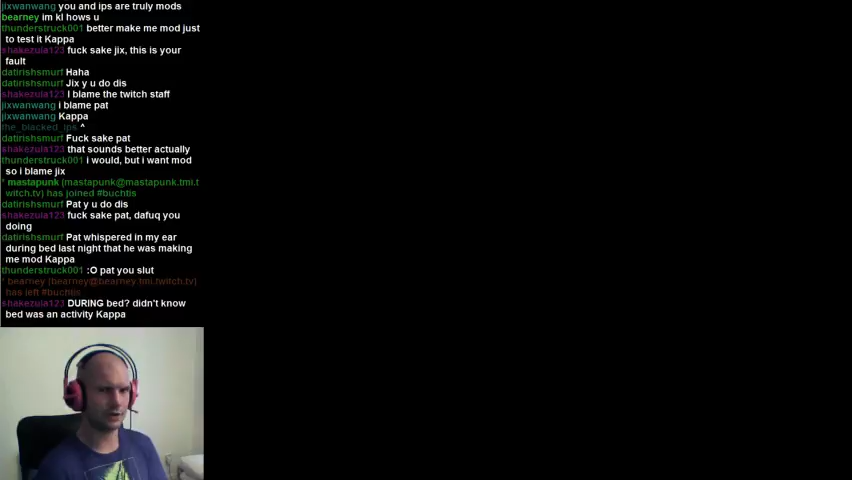 jixwanwang you and ips are truly mods
bearney im kl hows u
thunderstruck001 better make me mod just
to test it Kappa
shakezula123 fuck sake jix, this is your
fault
datirishsmurf Haha
datirishsmurf Jix y u do dis
shakezula123 I blame the twitch staff
jixwanwang i blame pat
jixwanwang Kappa
the_blacked_ips ^
datirishsmurf Fuck sake pat
shakezula123 that sounds better actually
thunderstruck001 i would, but i want mod
so i blame jix
* mastapunk (mastapunk@mastapunk.tmi.t
witch.tv) has joined #buchtis
datirishsmurf Pat y u do dis
shakezula123 fuck sake pat, dafuq you
doing
datirishsmurf Pat whispered in my ear
during bed last night that he was making
me mod Kappa
thunderstruck001 :O pat you slut
* bearney (bearney@bearney.tmi.twitch.tv)
has left #buchtis
shakezula123 DURING bed? didn't know
bed was an activity Kappa